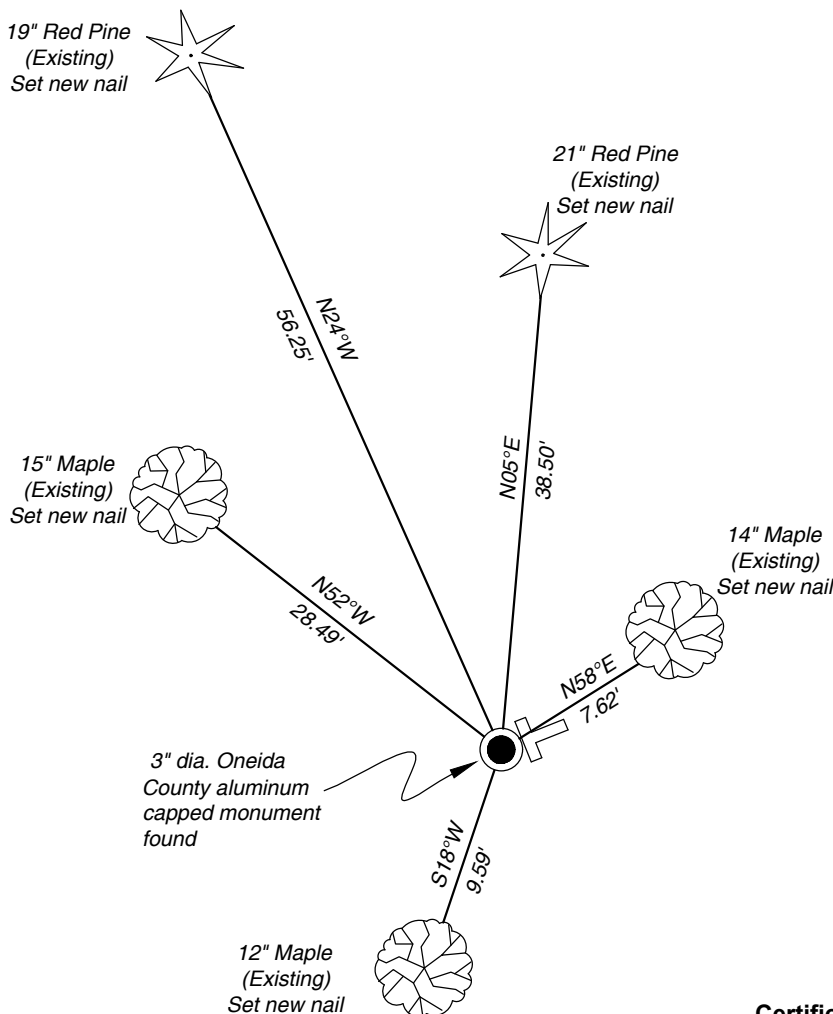 19" Red Pine
(Existing)
Set new nail
21" Red Pine
(Existing)
Set new nail
N24°W
56.25'
N05°E
38.50'
15" Maple
(Existing)
Set new nail
14" Maple
(Existing)
Set new nail
N52°W
28.49'
N58°E
7.62'
3" dia. Oneida
County aluminum
capped monument
found
S18°W
9.59'
12" Maple
(Existing)
Set new nail